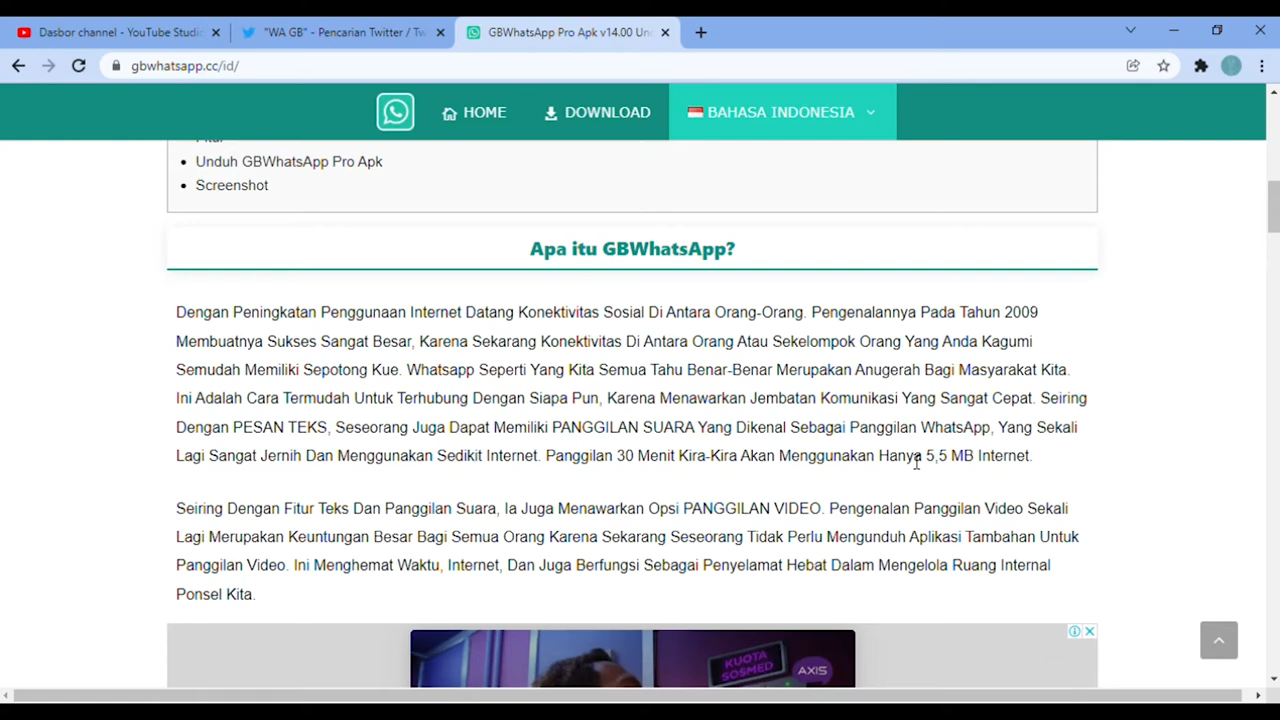 Dasbor channel - YouTube Studio
"WA GB" - Pencarian Twitter / Tw
GBWhatsApp Pro Apk v14.00 Un
gbwhatsapp.cc/id/
HOME
DOWNLOAD
BAHASA INDONESIA
Fitur
Unduh GBWhatsApp Pro Apk
Screenshot
Apa itu GBWhatsApp?
Dengan Peningkatan Penggunaan Internet Datang Konektivitas Sosial Di Antara Orang-Orang. Pengenalannya Pada Tahun 2009
Membuatnya Sukses Sangat Besar, Karena Sekarang Konektivitas Di Antara Orang Atau Sekelompok Orang Yang Anda Kagumi
Semudah Memiliki Sepotong Kue. Whatsapp Seperti Yang Kita Semua Tahu Benar-Benar Merupakan Anugerah Bagi Masyarakat Kita.
Ini Adalah Cara Termudah Untuk Terhubung Dengan Siapa Pun, Karena Menawarkan Jembatan Komunikasi Yang Sangat Cepat. Seiring
Dengan PESAN TEKS, Seseorang Juga Dapat Memiliki PANGGILAN SUARA Yang Dikenal Sebagai Panggilan WhatsApp, Yang Sekali
Lagi Sangat Jernih Dan Menggunakan Sedikit Internet. Panggilan 30 Menit Kira-Kira Akan Menggunakan Hanya 5,5 MB Internet.
Seiring Dengan Fitur Teks Dan Panggilan Suara, Ia Juga Menawarkan Opsi PANGGILAN VIDEO. Pengenalan Panggilan Video Sekali
Lagi Merupakan Keuntungan Besar Bagi Semua Orang Karena Sekarang Seseorang Tidak Perlu Mengunduh Aplikasi Tambahan Untuk
Panggilan Video. Ini Menghemat Waktu, Internet, Dan Juga Berfungsi Sebagai Penyelamat Hebat Dalam Mengelola Ruang Internal
Ponsel Kita.
KUOTA
SOSMED
AXIS